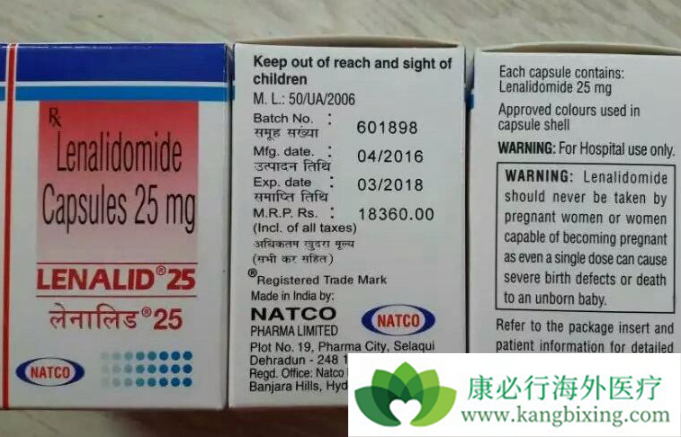 Rx
Lenalidomide
Capsules 25 mg
LENALID® 25
लेनालिड® 25
NATCO
Keep out of reach and sight of
children
M. L.: 50/UA/2006
Batch No. : 601898
समूह संख्या
Mfg. date. : 04/2016
उत्पादन तिथि
Exp. date : 03/2018
समाप्ति तिथि
M.R.P. Rs. : 18360.00
(Incl. of all taxes)
अधिकतम खुदरा मूल्य
(सभी कर सहित)
®Registered Trade Mark
Made in India by:
NATCO
PHARMA LIMITED
NATCO
Plot No. 19, Pharma City, Selaqui
Dehradun - 248 1
Regd. Office: Natco
Banjara Hills, Hyd
Each capsule contains:
Lenalidomide 25 mg
Approved colours used in
capsule shell
WARNING: For Hospital use only.
WARNING: Lenalidomide
should never be taken by
pregnant women or women
capable of becoming pregnant
as even a single dose can cause
severe birth defects or death
to an unborn baby.
Refer to the package insert and
patient information for detailed
康必行海外医疗
www.kangbixing.com